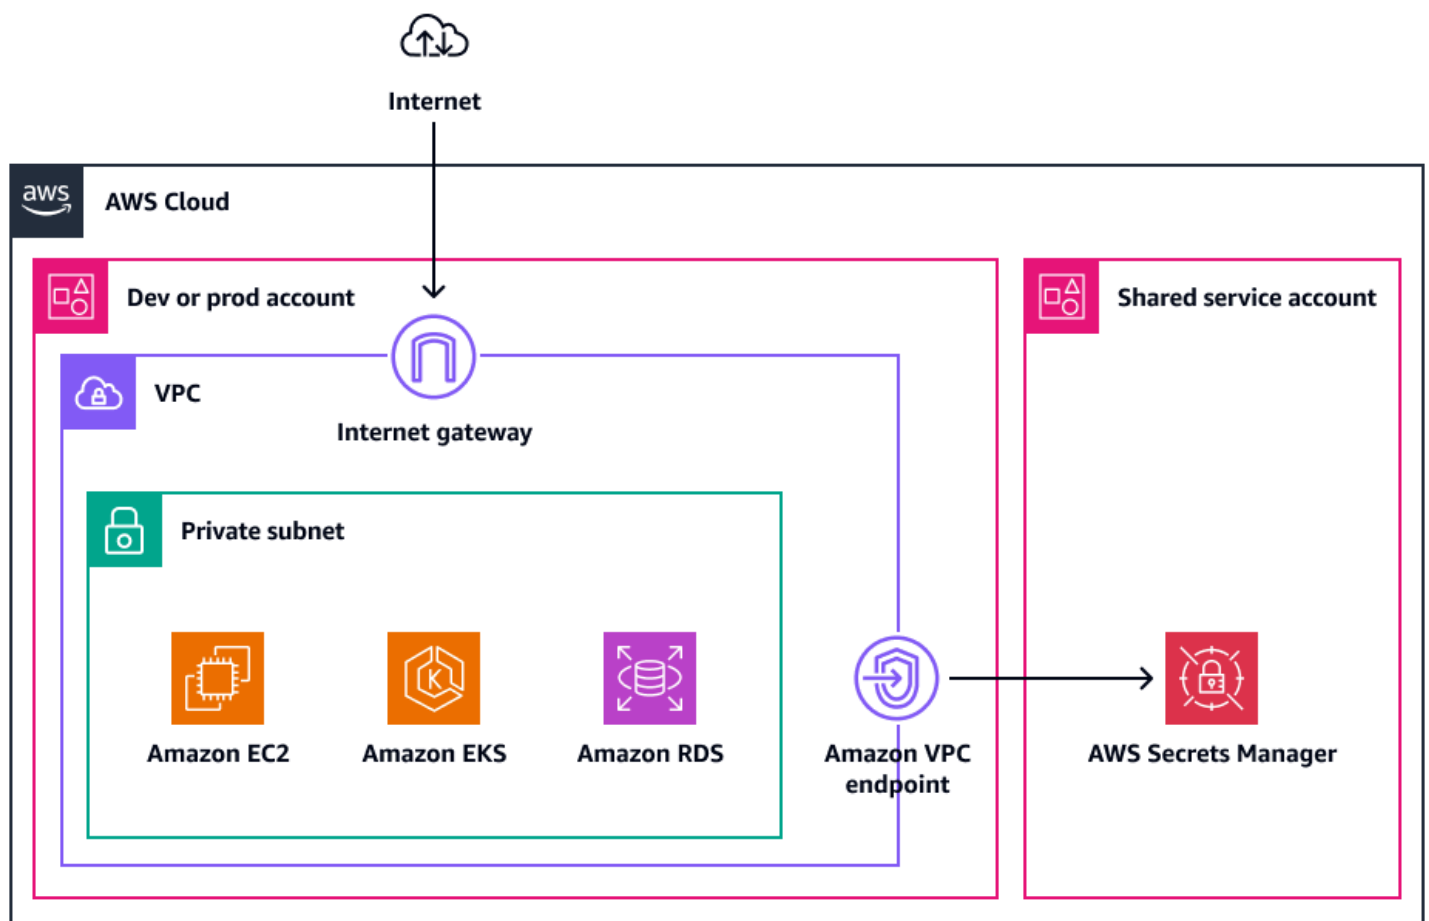 Internet
aws
AWS Cloud
Dev or prod account
Shared service account
VPC
Internet gateway
Private subnet
K
Amazon EC2
Amazon EKS
Amazon RDS
Amazon VPC
endpoint
AWS Secrets Manager